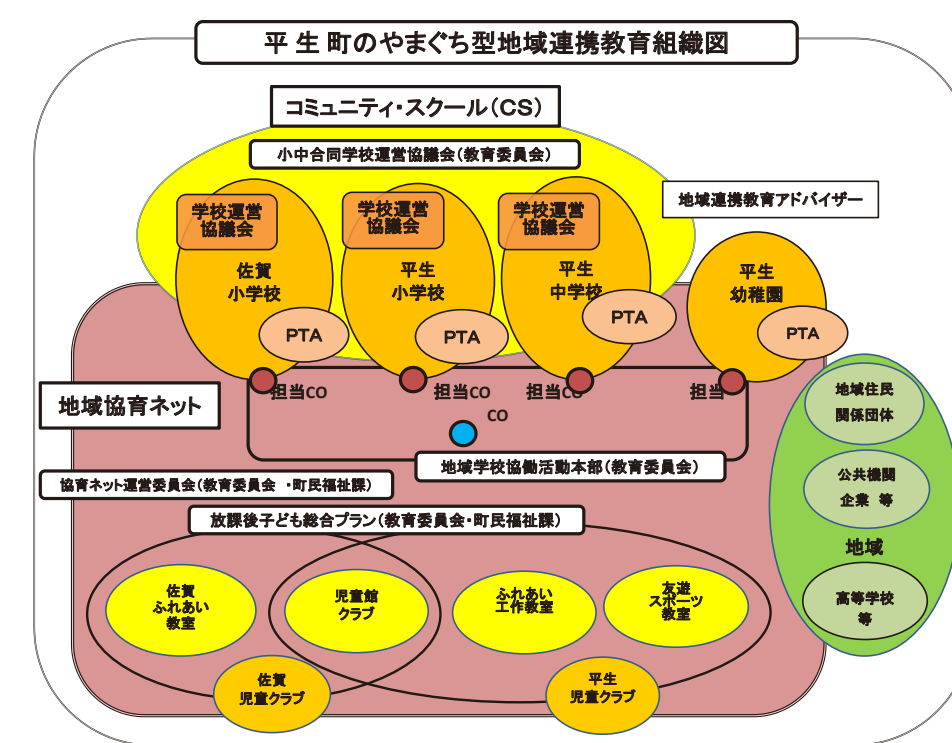 平 生 町のやまぐち型地域連携教育組織図
コミュニティ・スクール(CS)
小中合同学校運営協議会(教育委員会)
地域連携教育アドバイザー
学校運営
協議会
佐賀
小学校
PTA
学校運営
協議会
平生
小学校
PTA
学校運営
協議会
平生
中学校
PTA
平生
幼稚園
PTA
担当CO
担当CO
担当CO
担当
CO
地域協育ネット
地域学校協働活動本部(教育委員会)
協育ネット運営委員会(教育委員会 ・町民福祉課)
放課後子ども総合プラン(教育委員会・町民福祉課)
佐賀
ふれあい
教室
児童館
クラブ
ふれあい
工作教室
友遊
スポーツ
教室
佐賀
児童クラブ
平生
児童クラブ
地域住民
関係団体
公共機関
企業 等
地域
高等学校
等